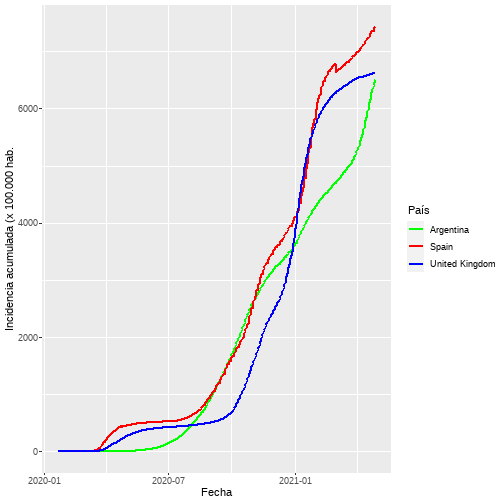 Incidencia acumulada (x 100.000 hab.
6000
4000
2000
0
2020-01
2020-07
2021-01
Fecha
País
Argentina
Spain
United Kingdom